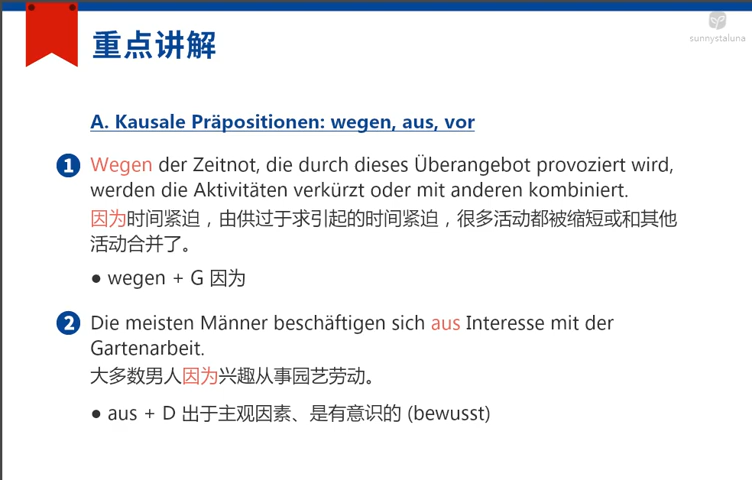 重点讲解
sunnystaluna
A. Kausale Präpositionen: wegen, aus, vor
1 Wegen der Zeitnot, die durch dieses Überangebot provoziert wird,
werden die Aktivitäten verkürzt oder mit anderen kombiniert.
因为时间紧迫，由供过于求引起的时间紧迫，很多活动都被缩短或和其他
活动合并了。
● wegen + G 因为
2 Die meisten Männer beschäftigen sich aus Interesse mit der
Gartenarbeit.
大多数男人因为兴趣从事园艺劳动。
● aus + D 出于主观因素、是有意识的 (bewusst)